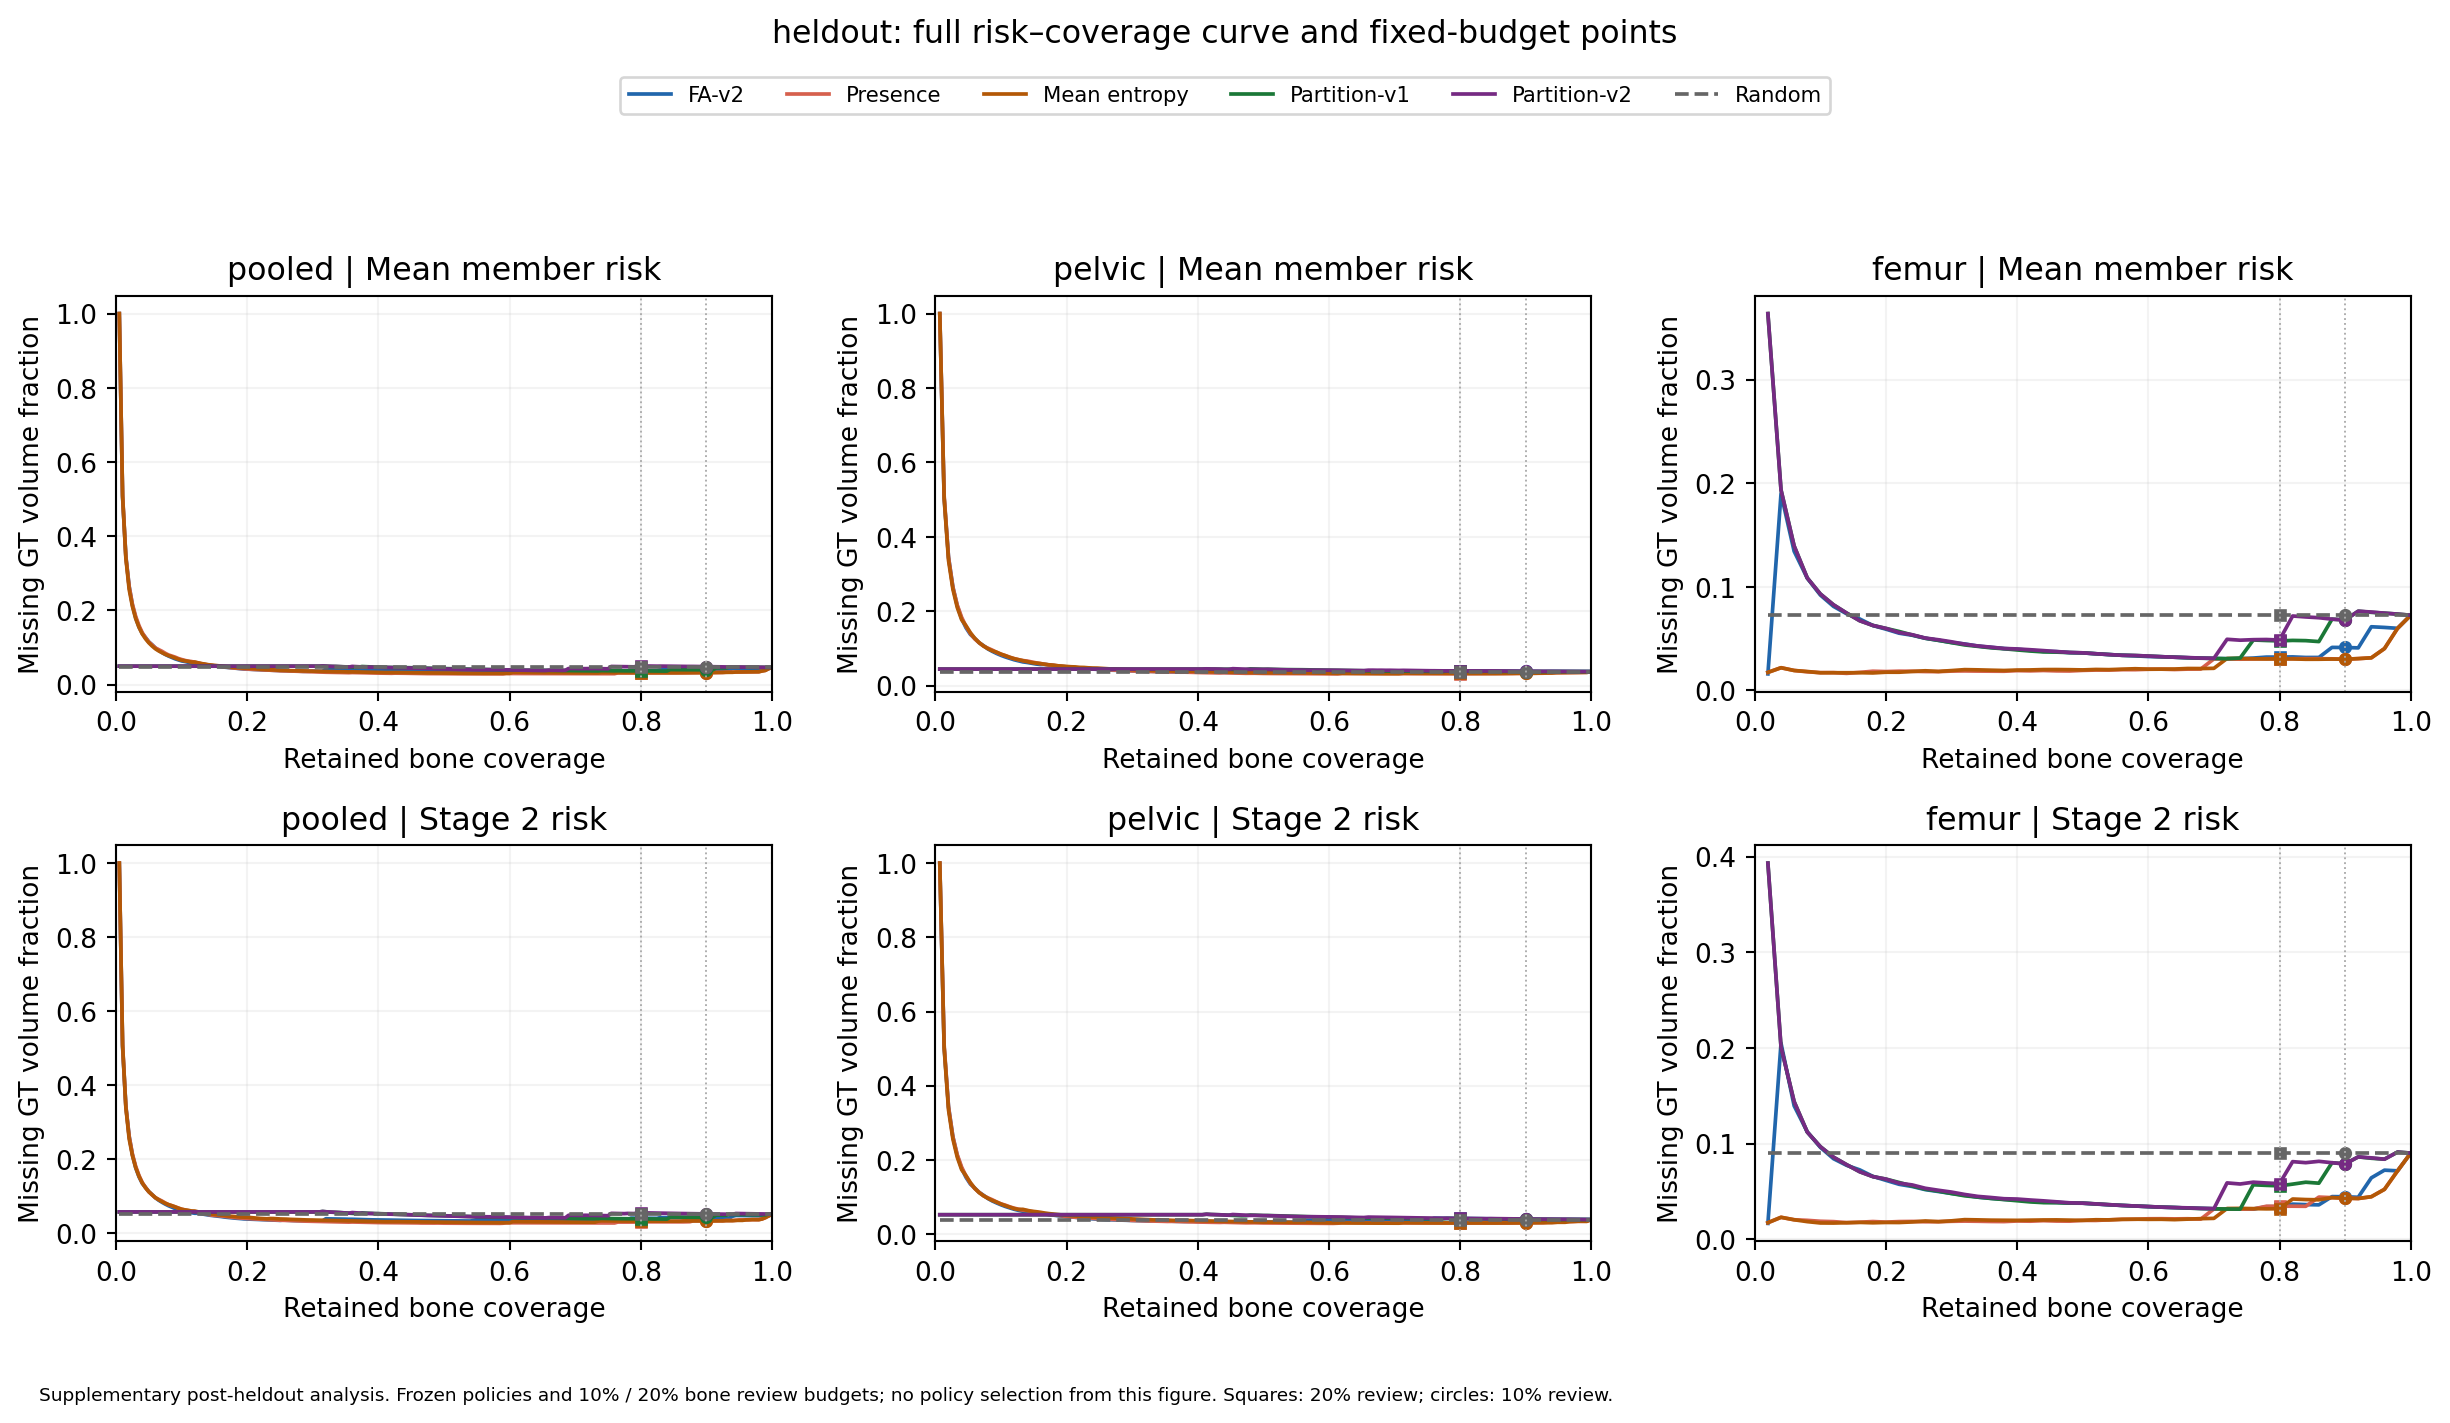 heldout: full risk–coverage curve and fixed-budget points
FA-v2 Presence Mean entropy Partition-v1 Partition-v2 Random
pooled | Mean member risk
Missing GT volume fraction
1.0
0.8
0.6
0.4
0.2
0.0
0.0 0.2 0.4 0.6 0.8 1.0
Retained bone coverage
pelvic | Mean member risk
Missing GT volume fraction
1.0
0.8
0.6
0.4
0.2
0.0
0.0 0.2 0.4 0.6 0.8 1.0
Retained bone coverage
femur | Mean member risk
Missing GT volume fraction
0.3
0.2
0.1
0.0
0.0 0.2 0.4 0.6 0.8 1.0
Retained bone coverage
pooled | Stage 2 risk
Missing GT volume fraction
1.0
0.8
0.6
0.4
0.2
0.0
0.0 0.2 0.4 0.6 0.8 1.0
Retained bone coverage
pelvic | Stage 2 risk
Missing GT volume fraction
1.0
0.8
0.6
0.4
0.2
0.0
0.0 0.2 0.4 0.6 0.8 1.0
Retained bone coverage
femur | Stage 2 risk
Missing GT volume fraction
0.4
0.3
0.2
0.1
0.0
0.0 0.2 0.4 0.6 0.8 1.0
Retained bone coverage
Supplementary post-heldout analysis. Frozen policies and 10% / 20% bone review budgets; no policy selection from this figure. Squares: 20% review; circles: 10% review.